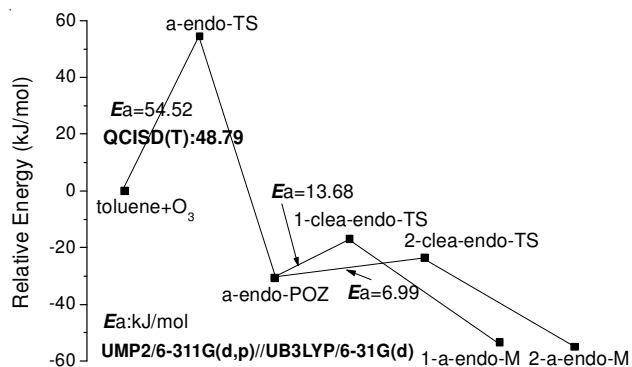 a-endo-TS
60
40
Ea=54.52
20
QCISD(T):48.79
Relative Energy (kJ/mol)
0
toluene+O3
Ea=13.68
1-clea-endo-TS
2-clea-endo-TS
-20
a-endo-POZ
Ea=6.99
-40
Ea:kJ/mol
UMP2/6-311G(d,p)//UB3LYP/6-31G(d)
-60
1-a-endo-M
2-a-endo-M